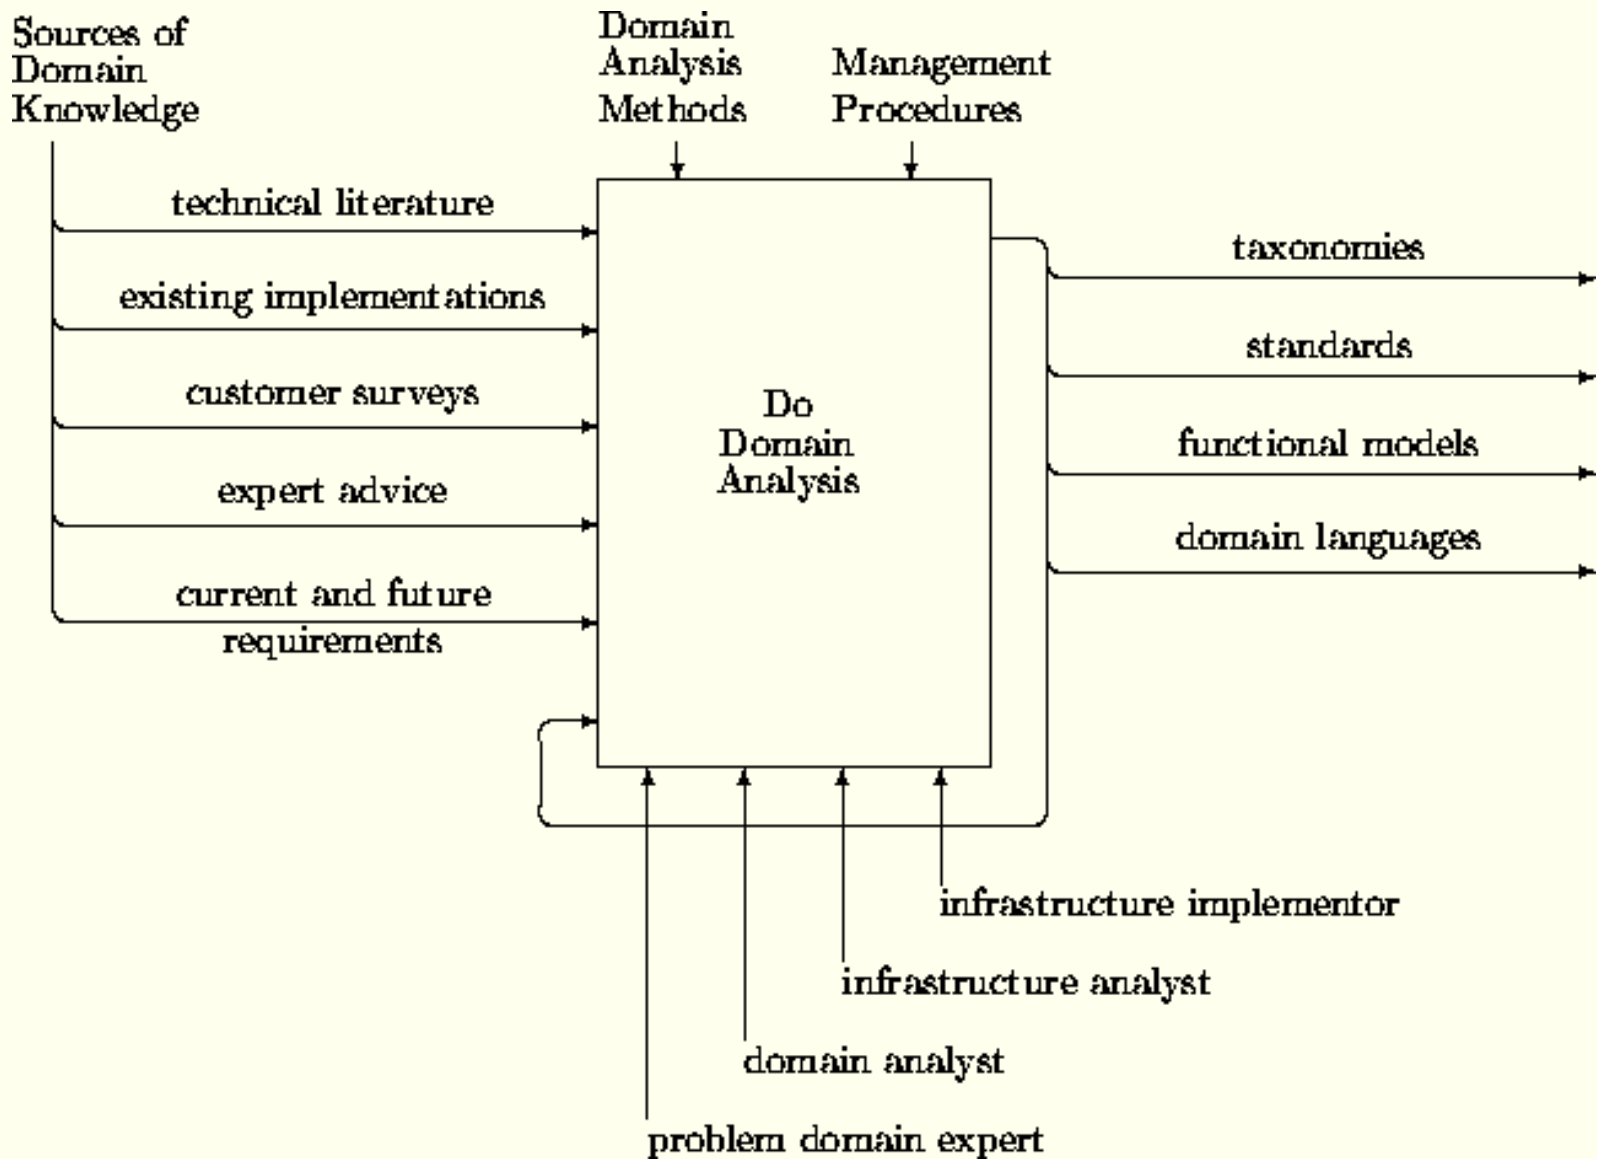 Sources of
Domain
Knowledge
Domain
Analysis
Methods
Management
Procedures
technical literature
existing implementations
customer surveys
expert advice
current and future
requirements
Do
Domain
Analysis
taxonomies
standards
functional models
domain languages
infrastructure implementor
infrastructure analyst
domain analyst
problem domain expert